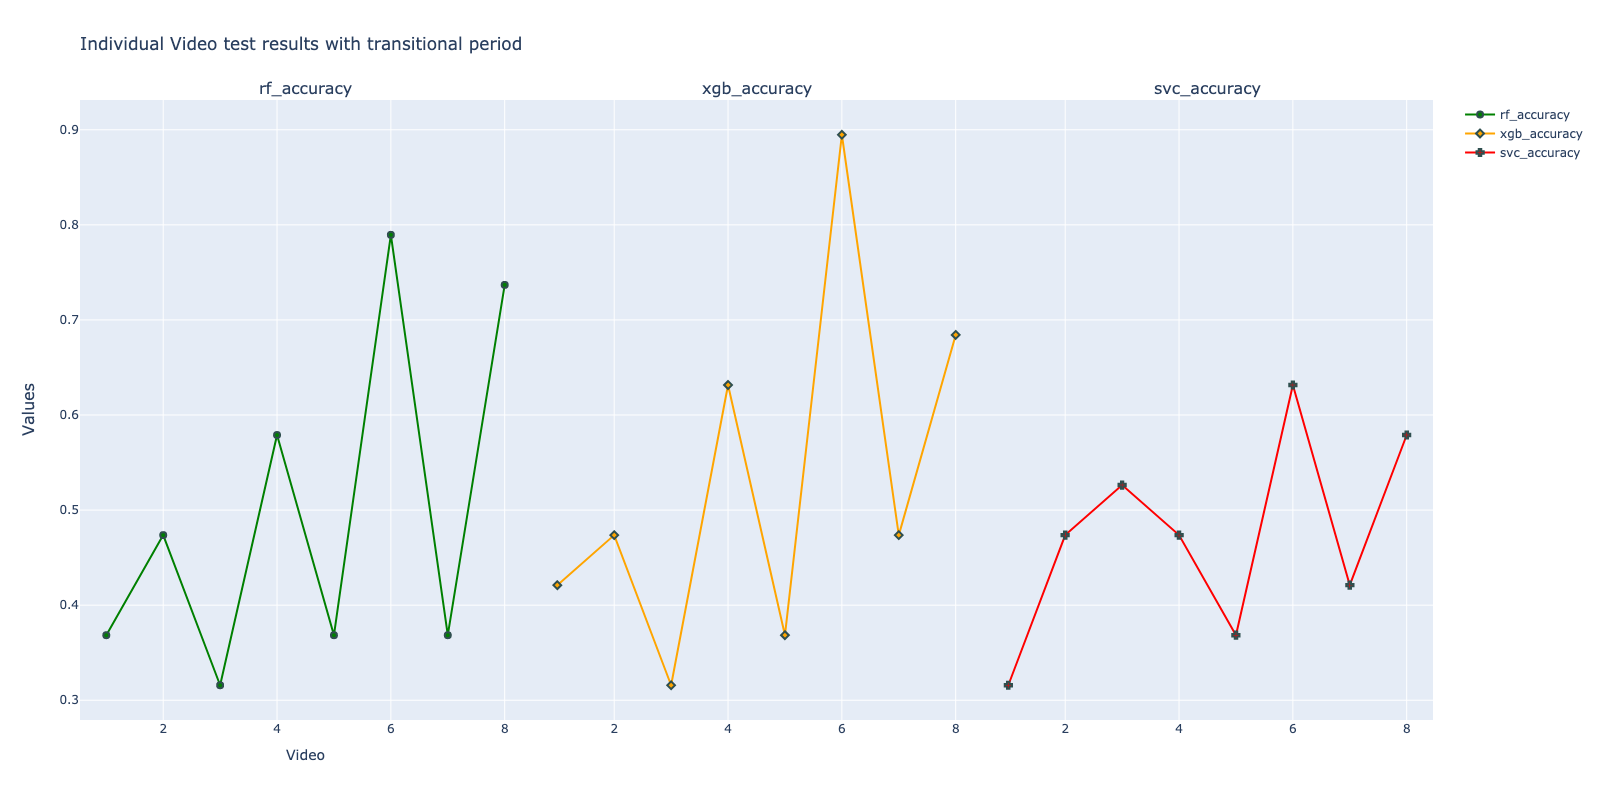 Individual Video test results with transitional period
rf_accuracy
xgb_accuracy
svc_accuracy
rf_accuracy
xgb_accuracy
svc_accuracy
Values
0.9
0.8
0.7
0.6
0.5
0.4
0.3
2 4 6 8
2 4 6 8
2 4 6 8
Video